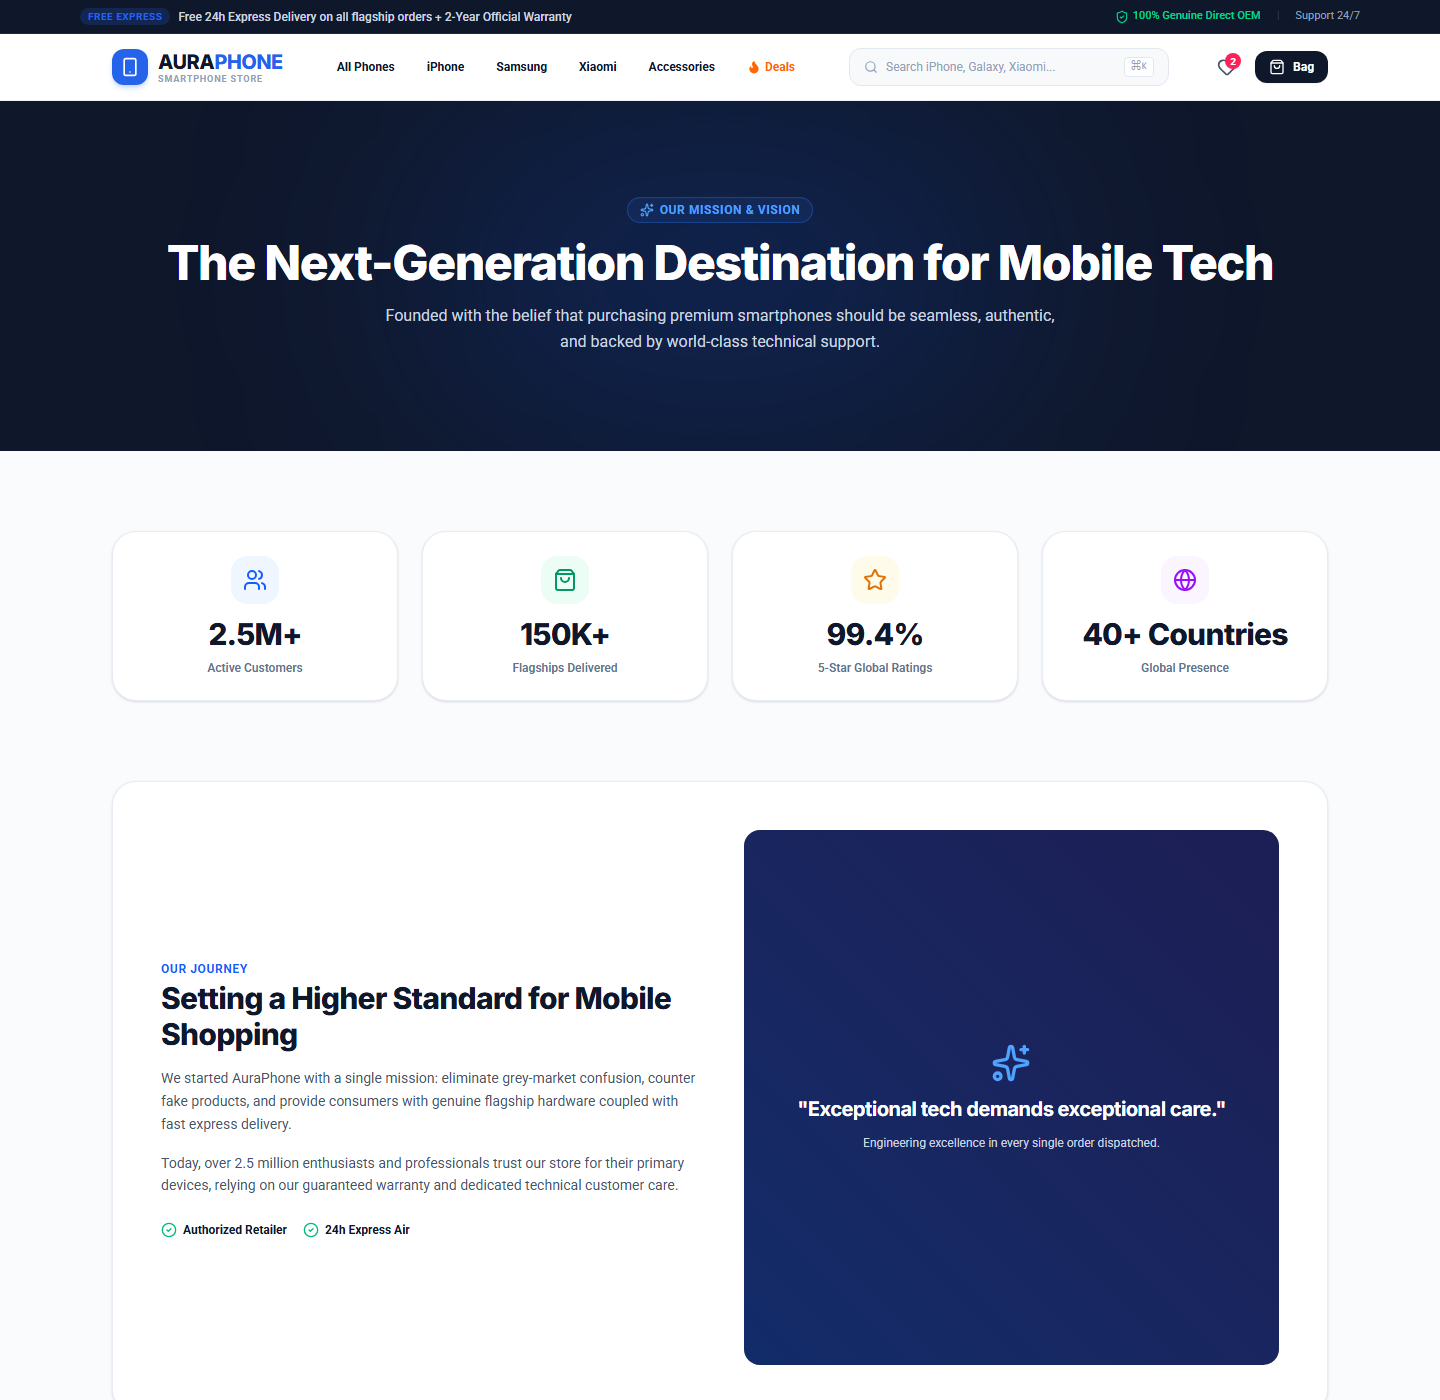 FREE EXPRESS Free 24h Express Delivery on all flagship orders + 2-Year Official Warranty 100% Genuine Direct OEM Support 24/7
AURAPHONE
SMARTPHONE STORE
All Phones iPhone Samsung Xiaomi Accessories Deals Search iPhone, Galaxy, Xiaomi... ⌘K 2 Bag
OUR MISSION & VISION
The Next-Generation Destination for Mobile Tech
Founded with the belief that purchasing premium smartphones should be seamless, authentic,
and backed by world-class technical support.
2.5M+ 150K+ 99.4% 40+ Countries
Active Customers Flagships Delivered 5-Star Global Ratings Global Presence
OUR JOURNEY
Setting a Higher Standard for Mobile
Shopping
We started AuraPhone with a single mission: eliminate grey-market confusion, counter
fake products, and provide consumers with genuine flagship hardware coupled with
fast express delivery.
Today, over 2.5 million enthusiasts and professionals trust our store for their primary
devices, relying on our guaranteed warranty and dedicated technical customer care.
Authorized Retailer 24h Express Air
"Exceptional tech demands exceptional care."
Engineering excellence in every single order dispatched.